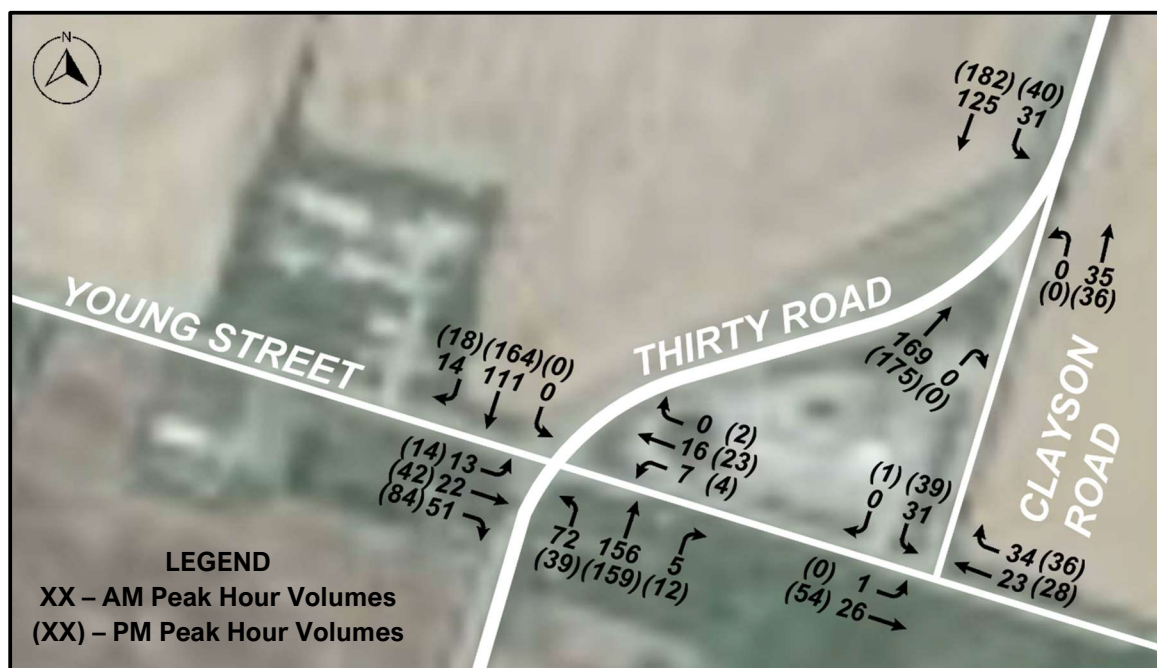 N
(182) (40)
125 31
YOUNG STREET
THIRTY ROAD
0 35
(0) (36)
169 0
(175) (0)
CLAYSON
ROAD
(18) (164) (0)
14 111 0
0 (2)
16 (23)
7 (4)
(14) 13
(42) 22
(84) 51
72 156 5
(39) (159) (12)
(1) (39)
0 31
34 (36)
23 (28)
(0) 1
(54) 26
LEGEND
XX – AM Peak Hour Volumes
(XX) – PM Peak Hour Volumes